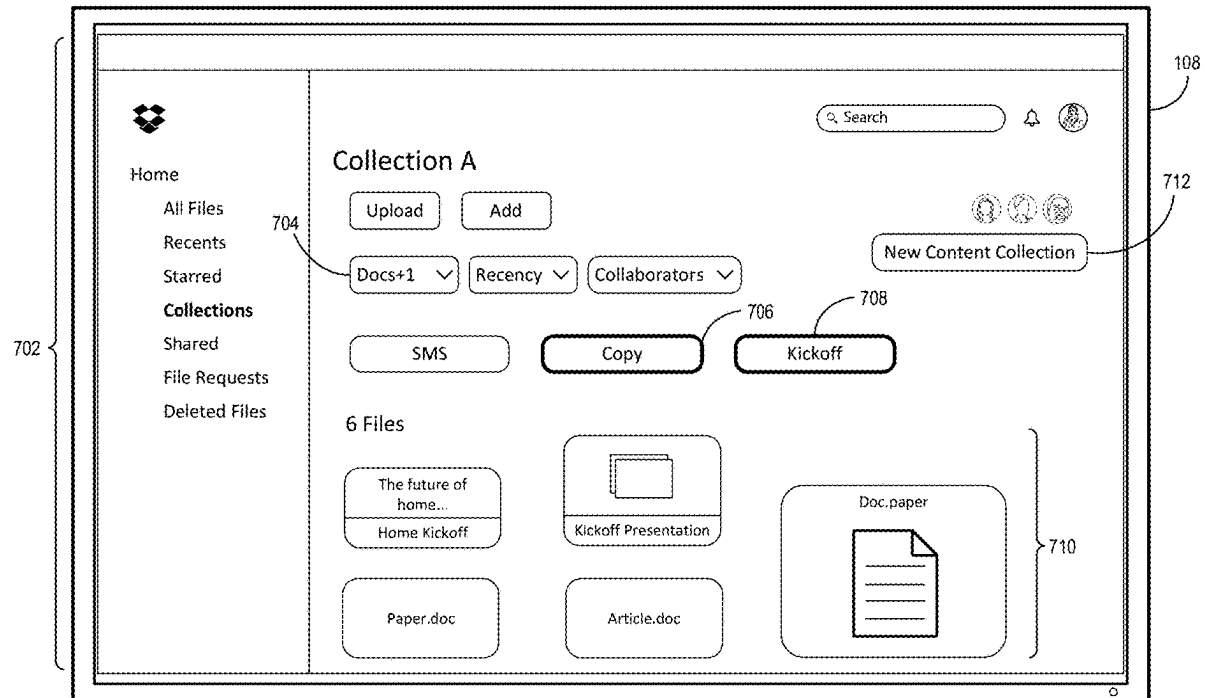 108
Search
Collection A
Home
712
All Files
Upload
Add
704
Recents
New Content Collection
Starred
Docs+1
Recency
Collaborators
Collections
706
708
702
Shared
SMS
Copy
Kickoff
File Requests
Deleted Files
6 Files
The future of
home...
Home Kickoff
Kickoff Presentation
Doc.paper
710
Paper.doc
Article.doc